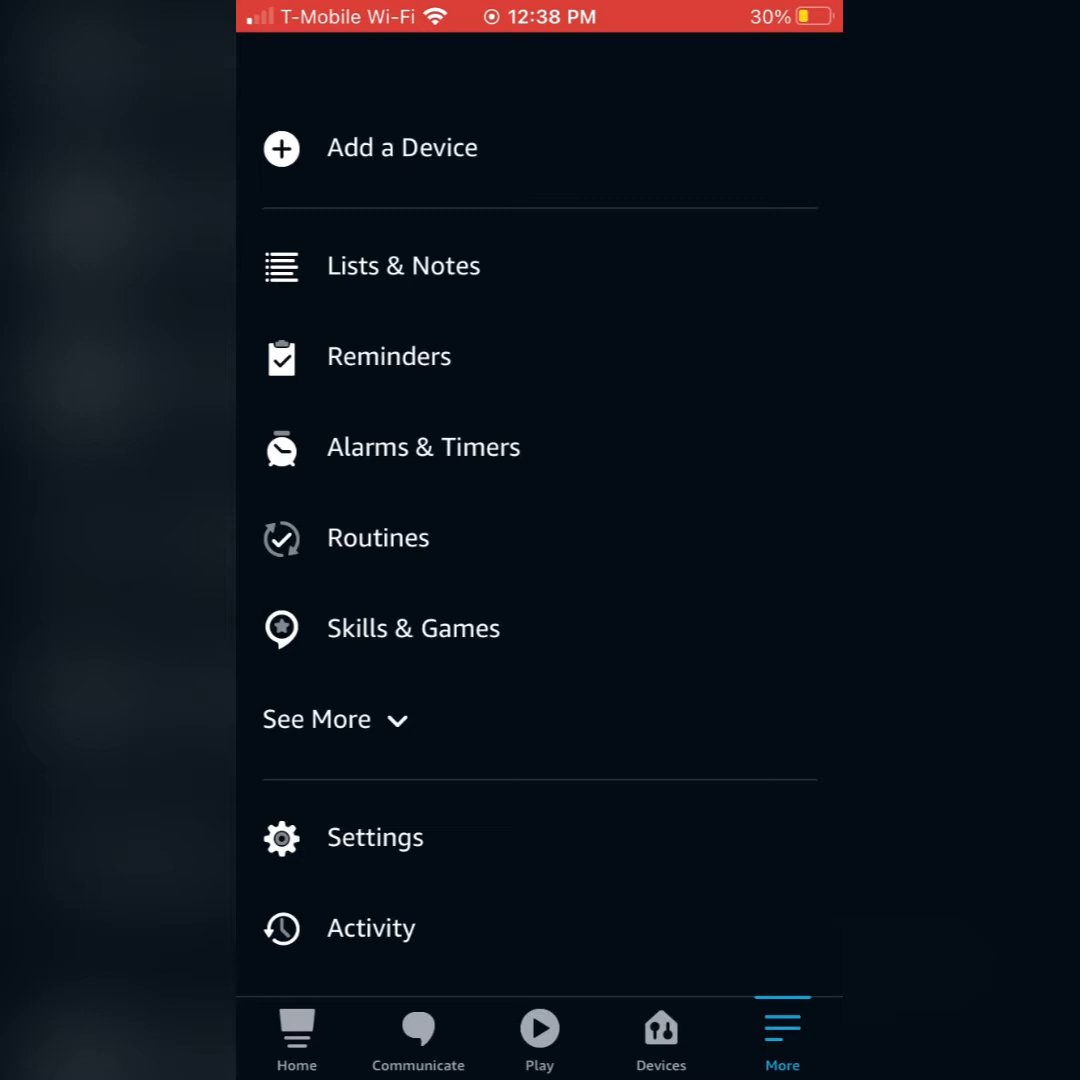 T-Mobile Wi-Fi 12:38 PM 30%
Add a Device
Lists & Notes
Reminders
Alarms & Timers
Routines
Skills & Games
See More
Settings
Activity
Home Communicate Play Devices More